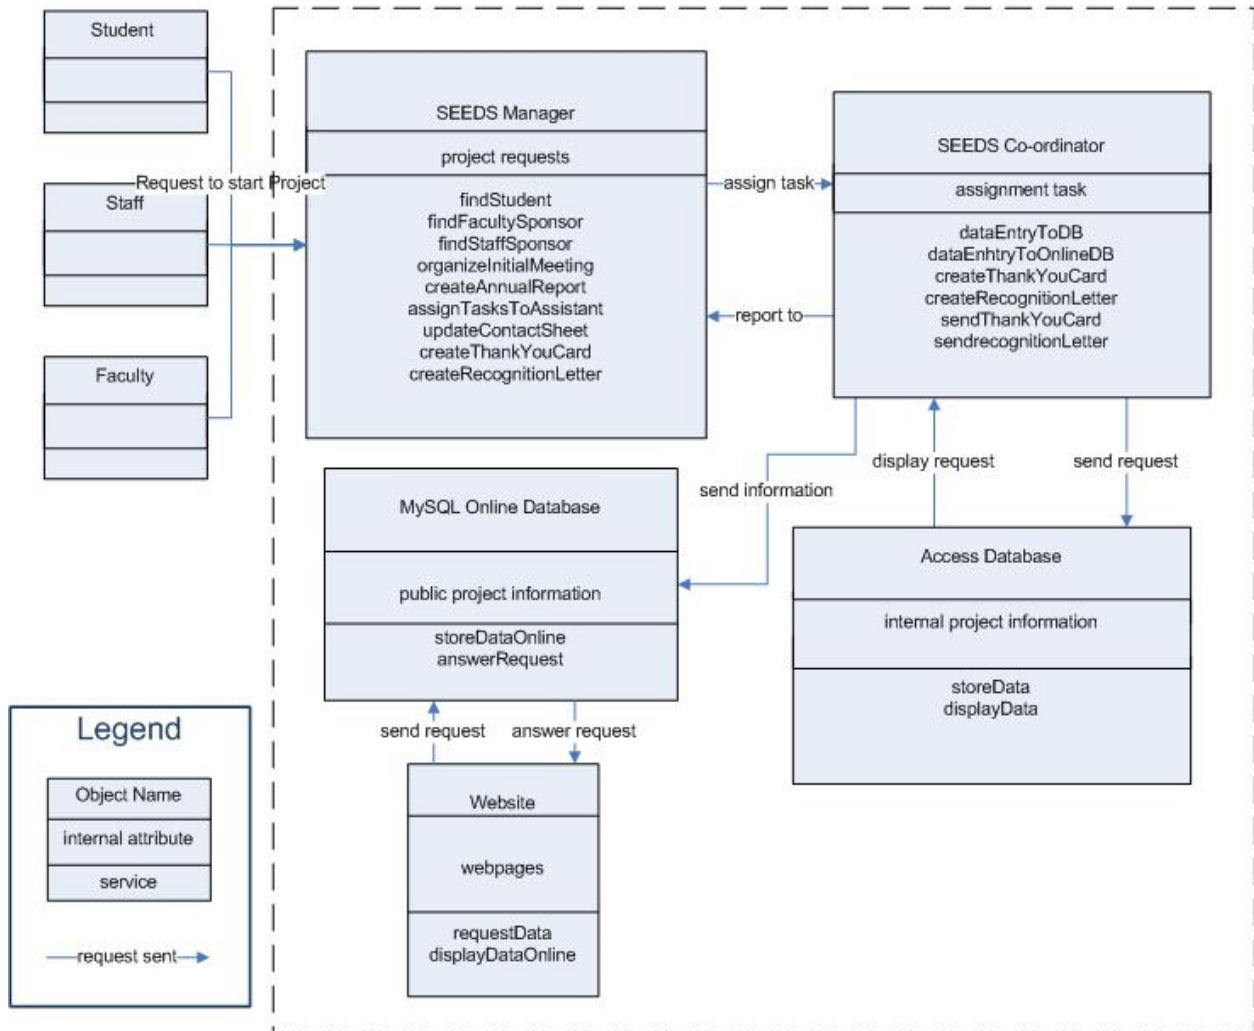 Student
Staff
Faculty
Request to start Project
SEEDS Manager
project requests
findStudent
findFacultySponsor
findStaffSponsor
organizeInitialMeeting
createAnnualReport
assignTasksToAssistant
updateContactSheet
createThankYouCard
createRecognitionLetter
assign task
report to
SEEDS Co-ordinator
assignment task
dataEntryToDB
dataEnhtryToOnlineDB
createThankYouCard
createRecognitionLetter
sendThankYouCard
sendrecognitionLetter
send information
display request
send request
MySQL Online Database
public project information
storeDataOnline
answerRequest
Access Database
internal project information
storeData
displayData
send request
answer request
Website
webpages
requestData
displayDataOnline
Legend
Object Name
internal attribute
service
request sent